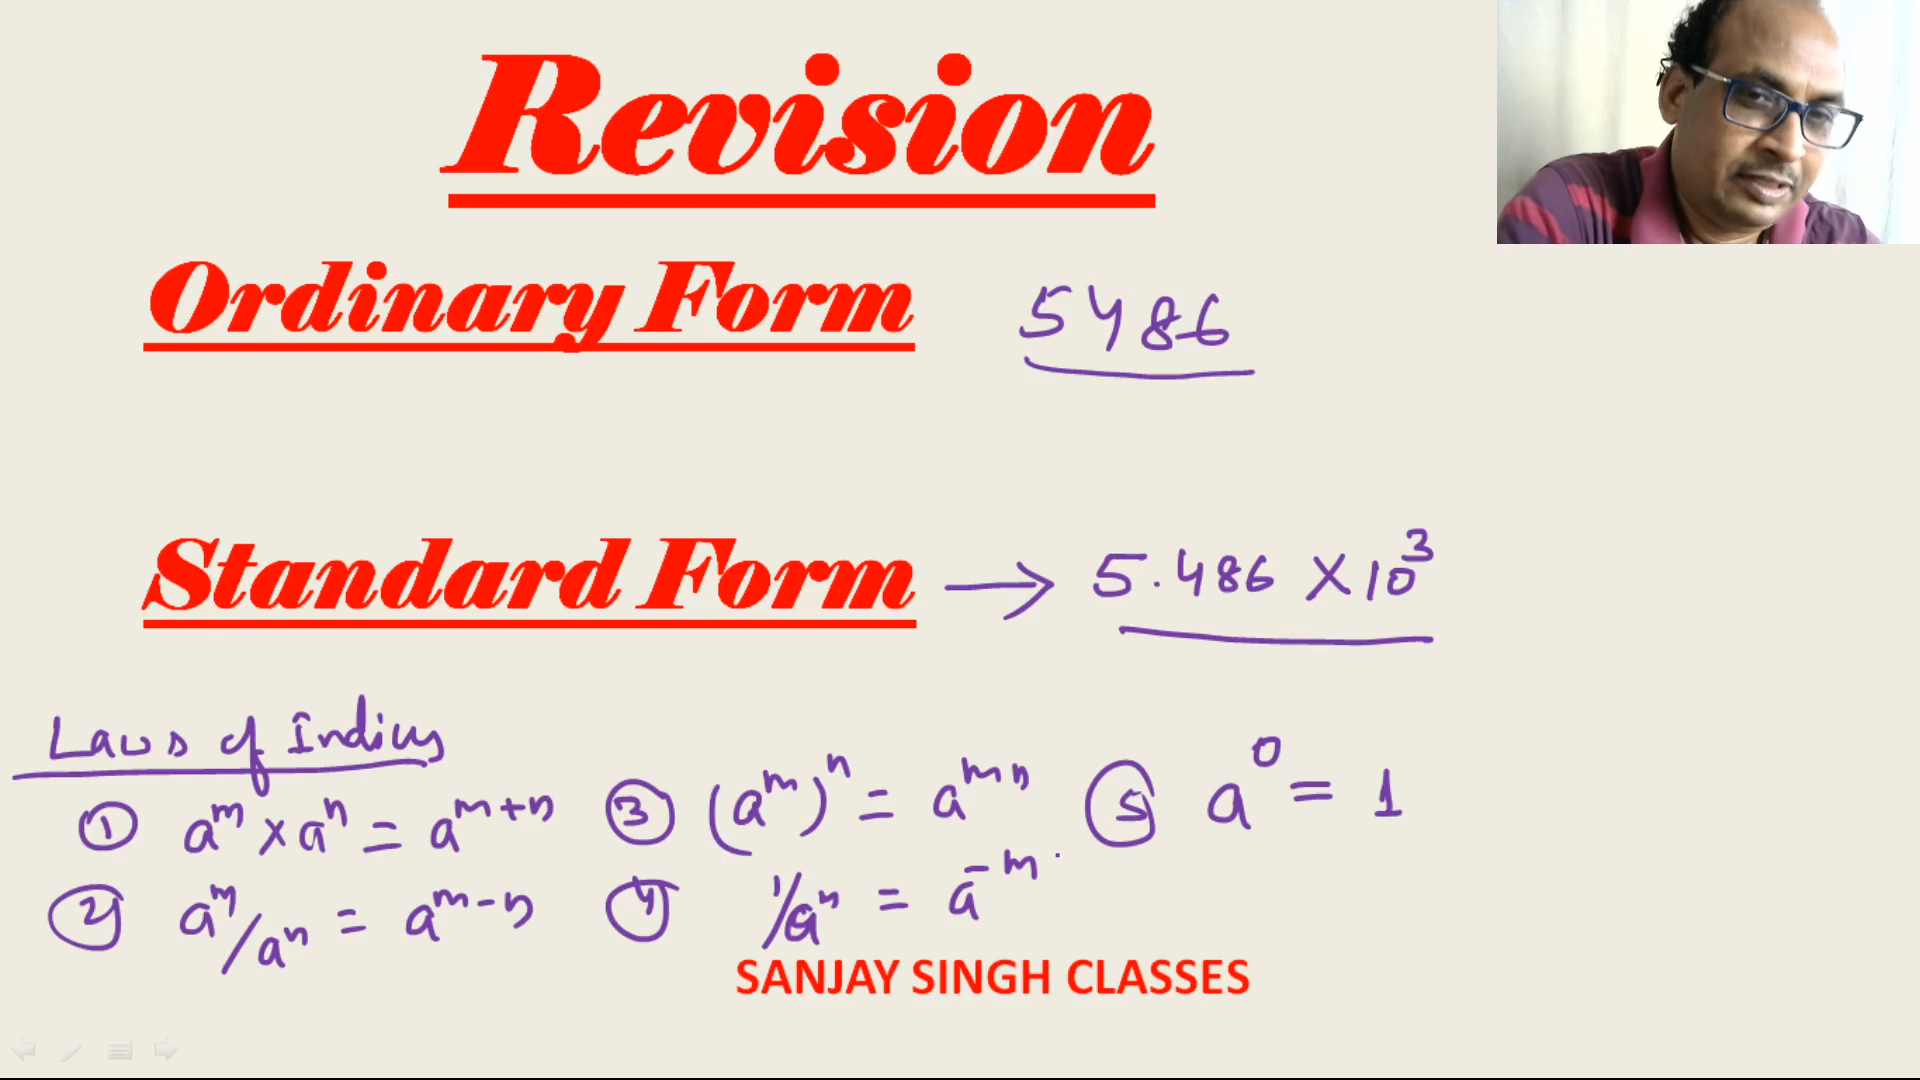 Revision
Ordinary Form 5486
Standard Form → 5.486 × 10³
Laws of Indices
① aᵐ × aⁿ = aᵐ⁺ⁿ ③ (aᵐ)ⁿ = aᵐⁿ ⑤ a⁰ = 1
② aᵐ/aⁿ = aᵐ⁻ⁿ ④ 1/aⁿ = a⁻ᵐ
SANJAY SINGH CLASSES